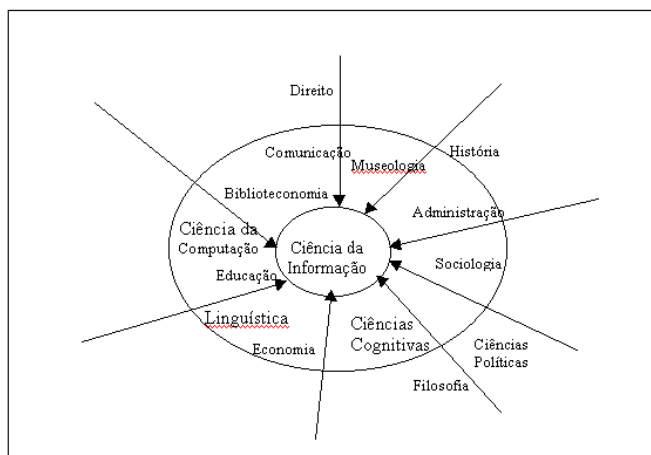 Direito
Comunicação
Museologia
História
Biblioteconomia
Administração
Ciência da
Computação
Ciência da
Informação
Sociologia
Educação
Linguística
Ciências
Cognitivas
Economia
Ciências
Políticas
Filosofia